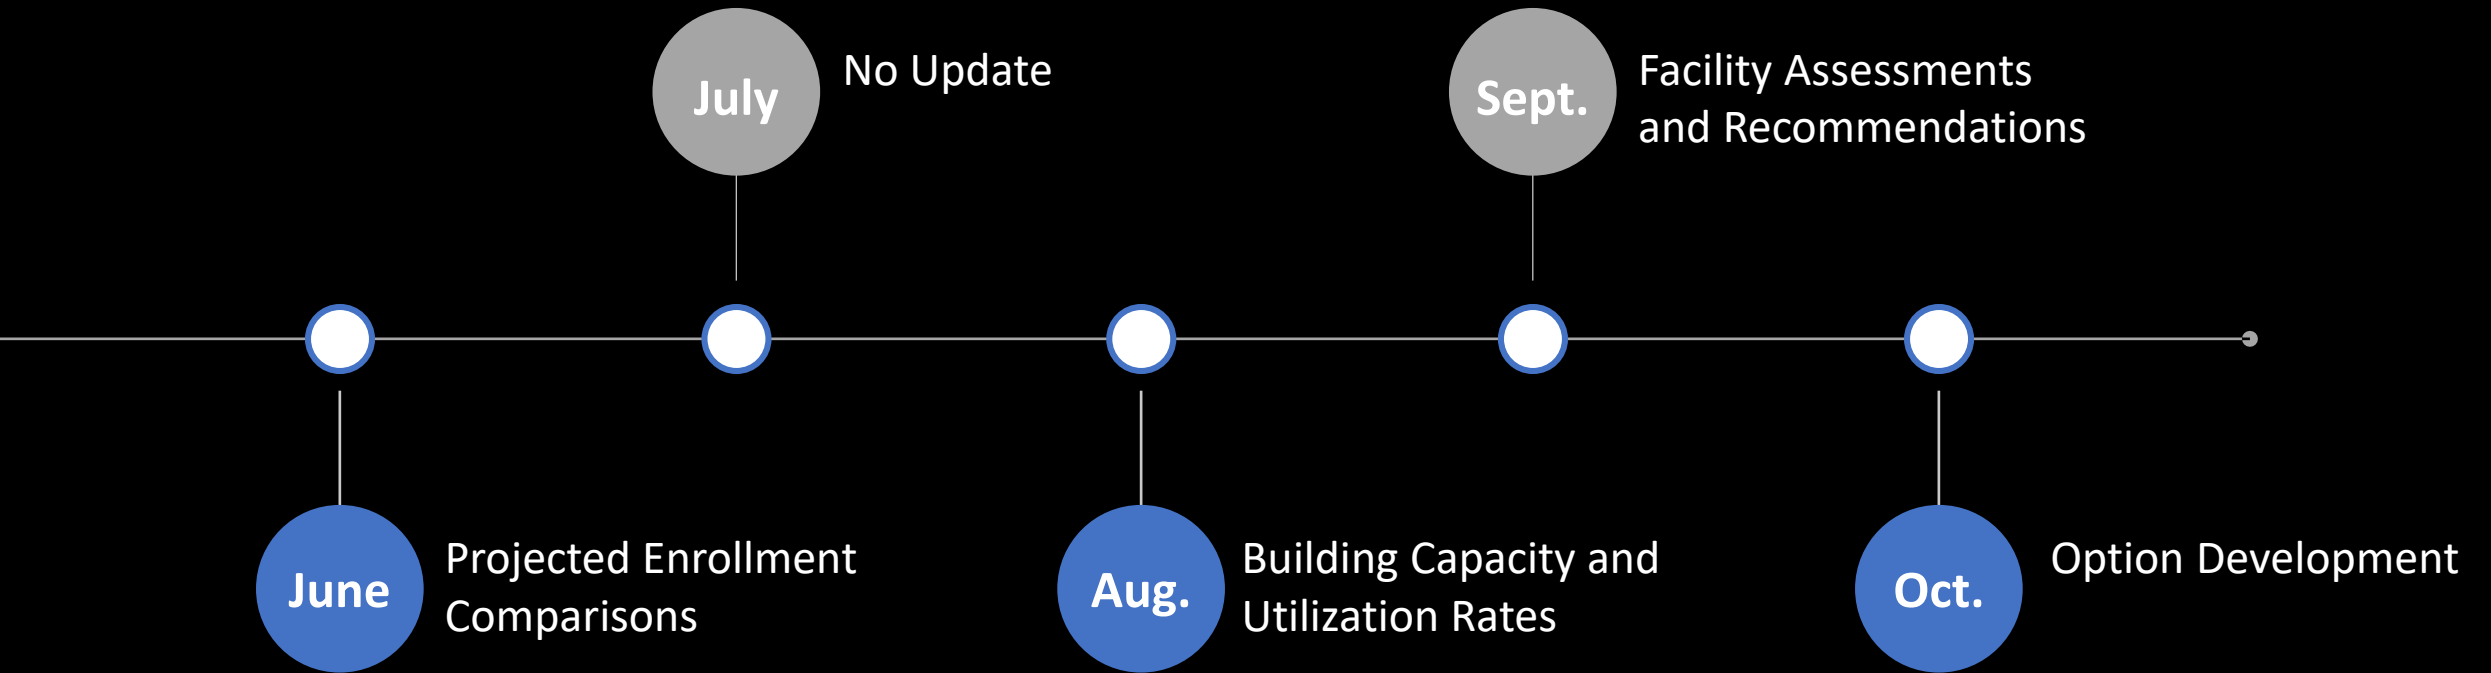 July
No Update
Sept.
Facility Assessments
and Recommendations
June
Projected Enrollment
Comparisons
Aug.
Building Capacity and
Utilization Rates
Oct.
Option Development